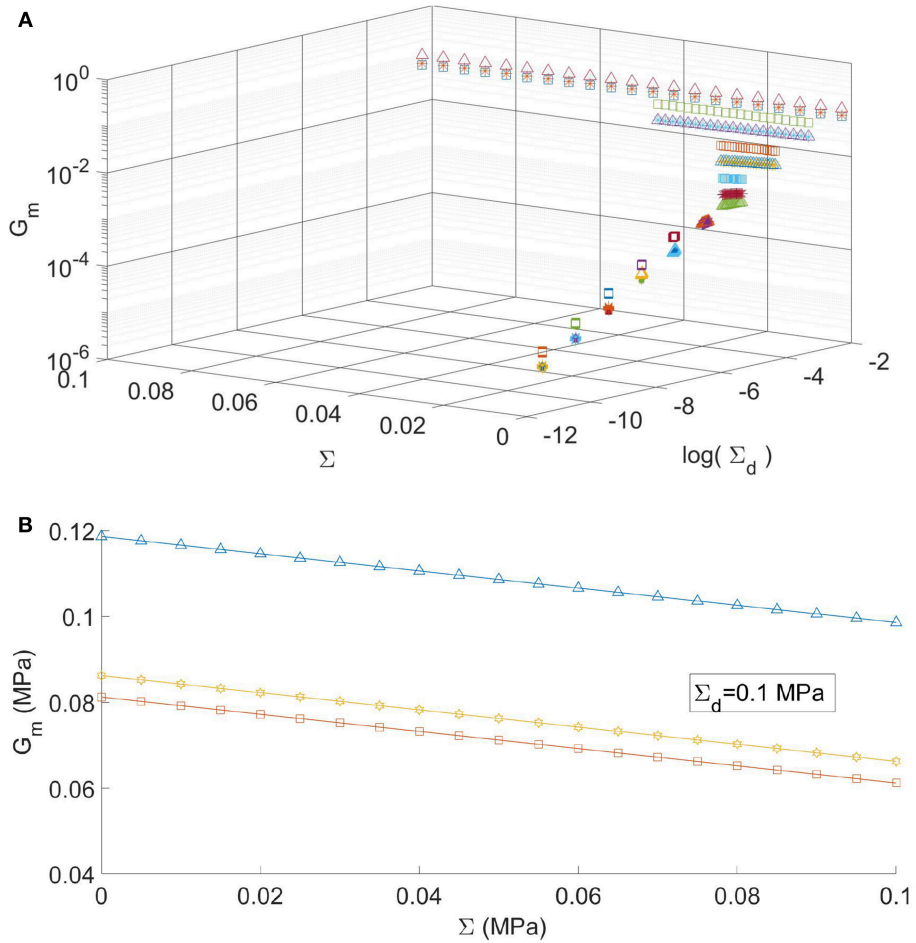 A
10^0
10^-2
10^-4
10^-6
G_m
0.1
0.08
0.06
0.04
0.02
0
Σ
-12
-10
-8
-6
-4
-2
log( Σ_d )
B
0.12
0.1
0.08
0.06
0.04
G_m (MPa)
Σ_d=0.1 MPa
0 0.02 0.04 0.06 0.08 0.1
Σ (MPa)